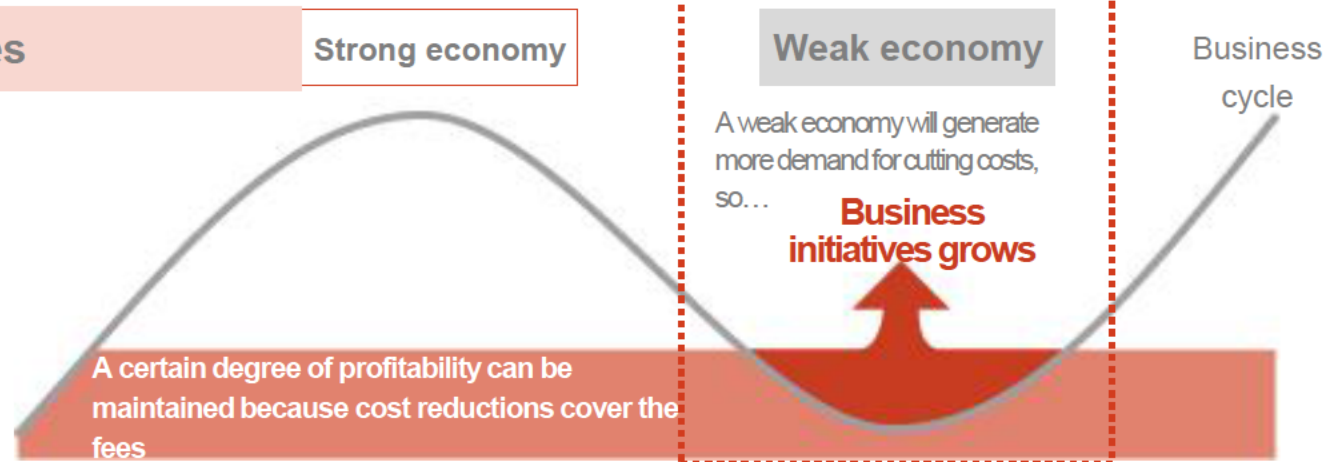 es
Strong economy
Weak economy
Business
cycle
A weak economy will generate
more demand for cutting costs,
so…
Business
initiatives grows
A certain degree of profitability can be
maintained because cost reductions cover the
fees